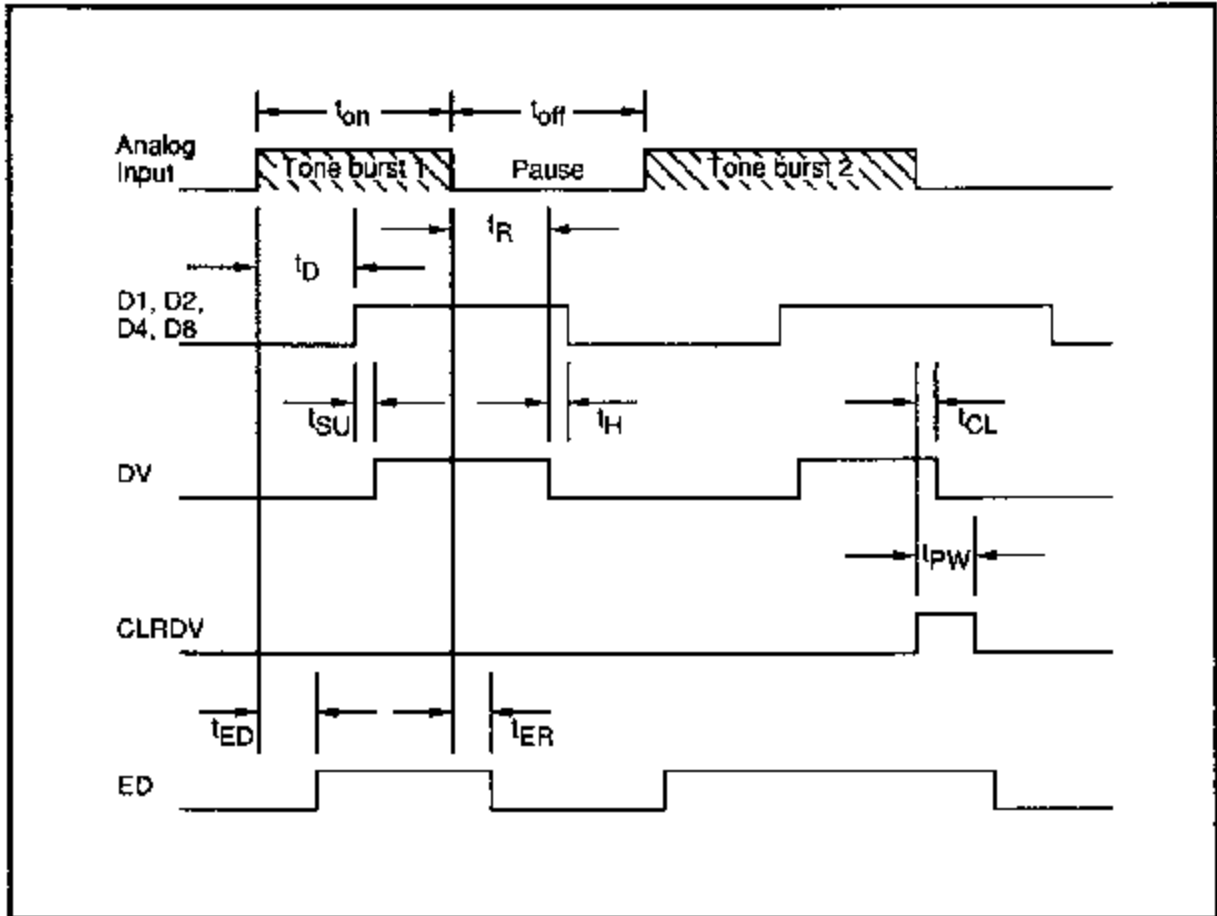 ton
toff
Analog
Input
Tone burst 1
Pause
Tone burst 2
tR
tD
D1, D2,
D4, D8
tSU
tH
tCL
DV
tPW
CLRDV
tED
tER
ED